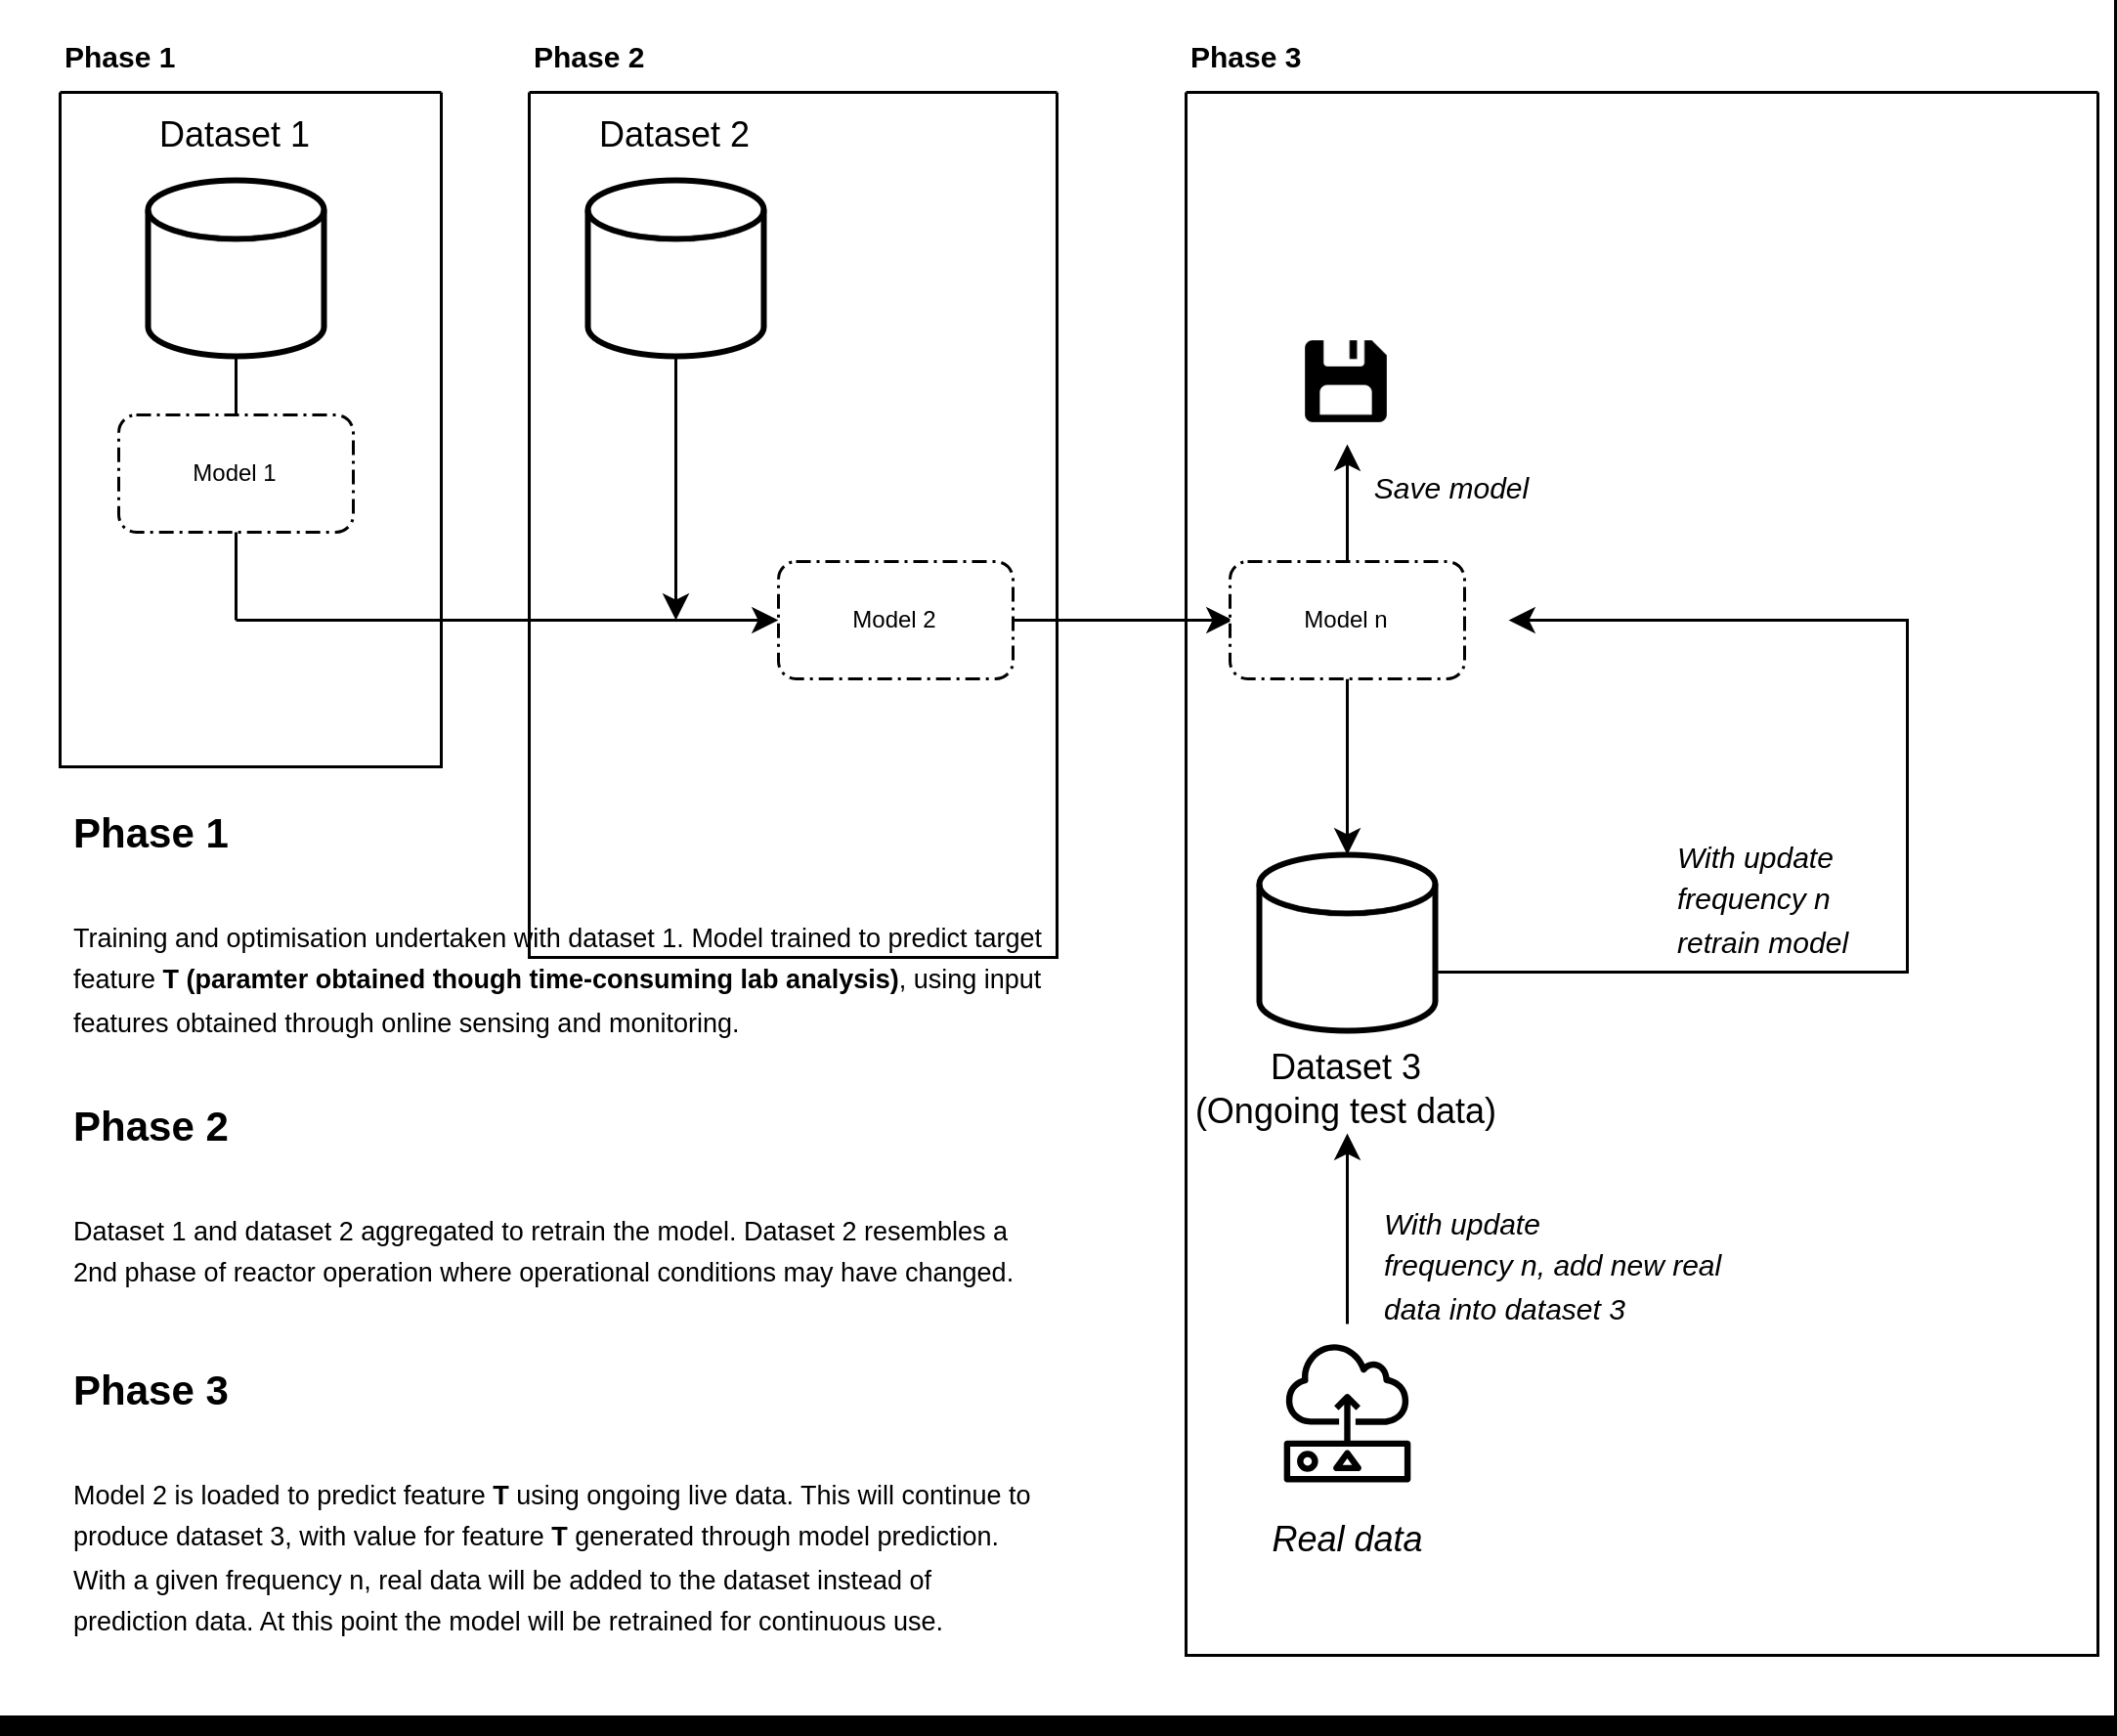 Phase 1
Phase 2
Phase 3
Dataset 1
Dataset 2
Model 1
Save model
Model 2
Model n
Phase 1
With update
frequency n
retrain model
Training and optimisation undertaken with dataset 1. Model trained to predict target
feature T (paramter obtained though time-consuming lab analysis), using input
features obtained through online sensing and monitoring.
Dataset 3
(Ongoing test data)
Phase 2
With update
frequency n, add new real
data into dataset 3
Dataset 1 and dataset 2 aggregated to retrain the model. Dataset 2 resembles a
2nd phase of reactor operation where operational conditions may have changed.
Phase 3
Real data
Model 2 is loaded to predict feature T using ongoing live data. This will continue to
produce dataset 3, with value for feature T generated through model prediction.
With a given frequency n, real data will be added to the dataset instead of
prediction data. At this point the model will be retrained for continuous use.